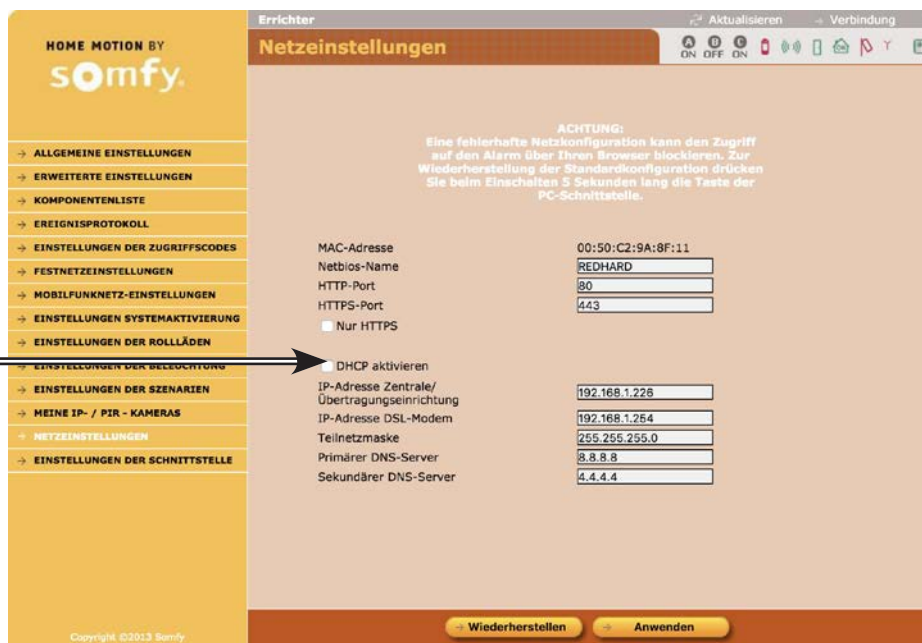 Errichter
Aktualisieren
Verbindung
HOME MOTION BY
somfy.
Netzeinstellungen
A B C
ON OFF ON
ALLGEMEINE EINSTELLUNGEN
ERWEITERTE EINSTELLUNGEN
KOMPONENTENLISTE
EREIGNISPROTOKOLL
EINSTELLUNGEN DER ZUGRIFFSCODES
FESTNETZEINSTELLUNGEN
MOBILFUNKNETZ-EINSTELLUNGEN
EINSTELLUNGEN SYSTEMAKTIVIERUNG
EINSTELLUNGEN DER ROLLLÄDEN
EINSTELLUNGEN DER BELEUCHTUNG
EINSTELLUNGEN DER SZENARIEN
MEINE IP- / PIR - KAMERAS
NETZEINSTELLUNGEN
EINSTELLUNGEN DER SCHNITTSTELLE
Copyright ©2013 Somfy
ACHTUNG:
Eine fehlerhafte Netzkonfiguration kann den Zugriff
auf den Alarm über Ihren Browser blockieren. Zur
Wiederherstellung der Standardkonfiguration drücken
Sie beim Einschalten 5 Sekunden lang die Taste der
PC-Schnittstelle.
MAC-Adresse 00:50:C2:9A:8F:11
Netbios-Name REDHARD
HTTP-Port 80
HTTPS-Port 443
Nur HTTPS
DHCP aktivieren
IP-Adresse Zentrale/
Übertragungseinrichtung 192.168.1.226
IP-Adresse DSL-Modem 192.168.1.254
Teilnetzmaske 255.255.255.0
Primärer DNS-Server 8.8.8.8
Sekundärer DNS-Server 4.4.4.4
Wiederherstellen
Anwenden